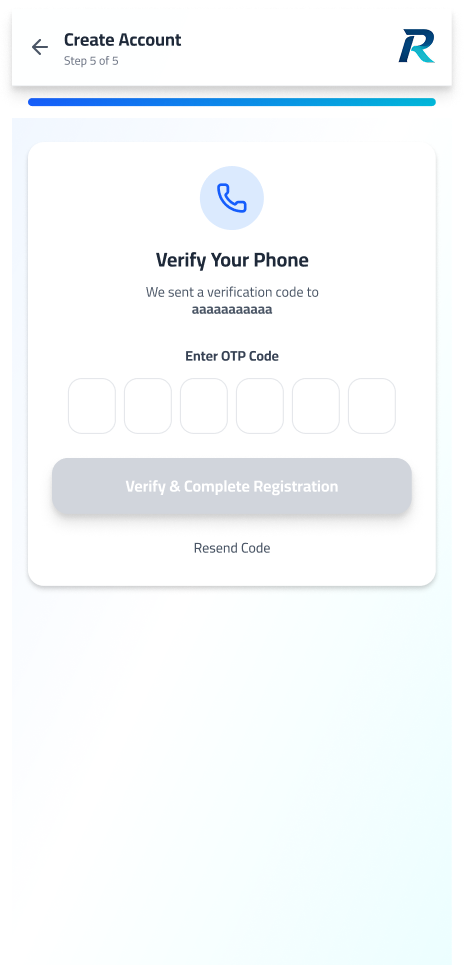 Create Account
Step 5 of 5
R
Verify Your Phone
We sent a verification code to
aaaaaaaaaaa
Enter OTP Code
Verify & Complete Registration
Resend Code